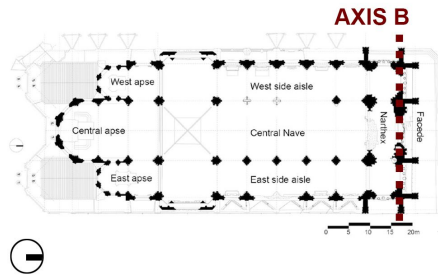 AXIS B
West apse
West side aisle
Central apse
Central Nave
Narthex
Facede
East apse
East side aisle
0 5 10 15 20m